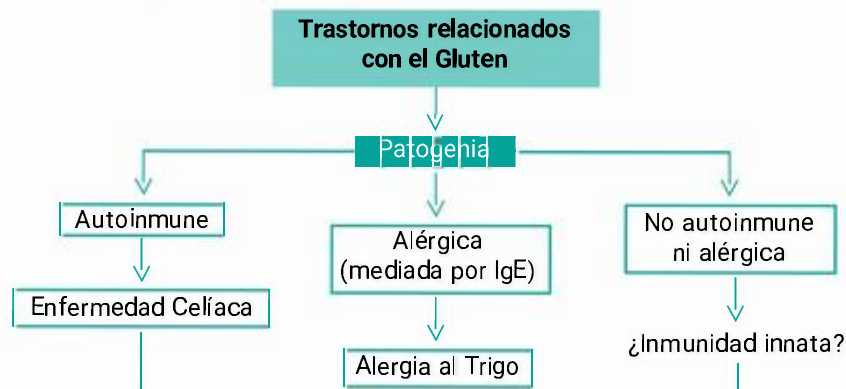 Trastornos relacionados
con el Gluten
Patogenia
Autoinmune
Alérgica
(mediada por IgE)
No autoinmune
ni alérgica
Enfermedad Celíaca
Alergia al Trigo
¿Inmunidad innata?